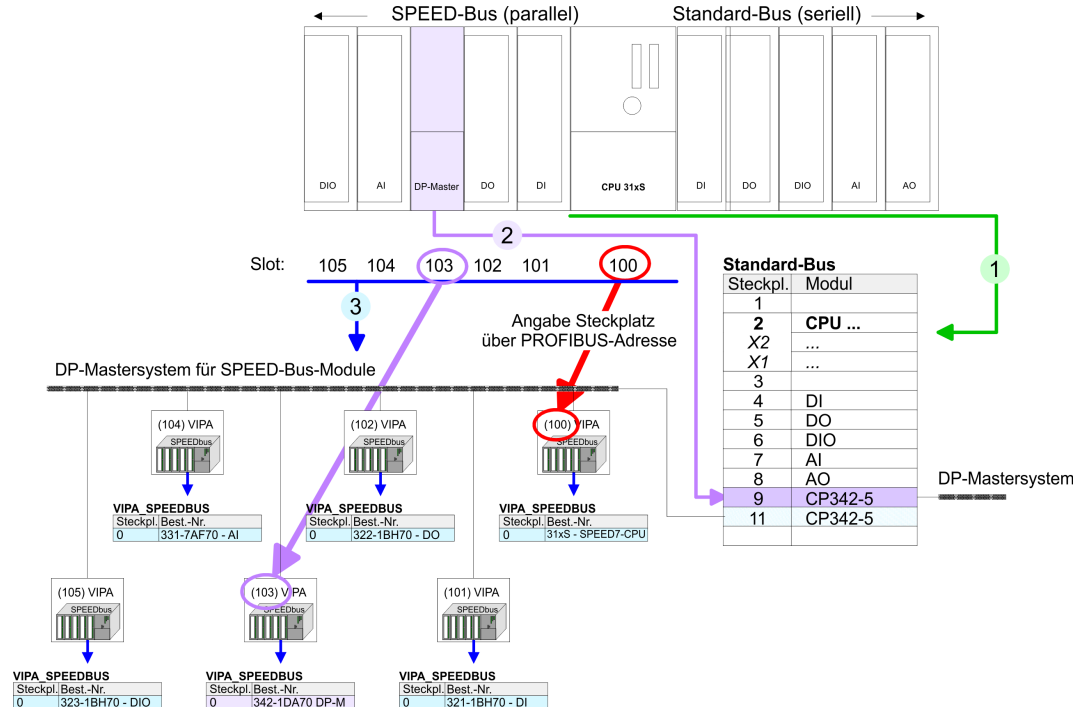 SPEED-Bus (parallel) Standard-Bus (seriell)
DIO AI DP-Master DO DI CPU 31xS DI DO DIO AI AO
2
1
Slot: 105 104 103 102 101 100
3
Angabe Steckplatz
über PROFIBUS-Adresse
DP-Mastersystem für SPEED-Bus-Module
Standard-Bus
Steckpl. Modul
1
2 CPU ...
X2 ...
X1 ...
3
4 DI
5 DO
6 DIO
7 AI
8 AO
9 CP342-5
11 CP342-5
DP-Mastersystem
(104) VIPA
SPEEDbus
VIPA_SPEEDBUS
Steckpl. Best.-Nr.
0 331-7AF70 - AI
(102) VIPA
SPEEDbus
VIPA_SPEEDBUS
Steckpl. Best.-Nr.
0 322-1BH70 - DO
(100) VIPA
SPEEDbus
VIPA_SPEEDBUS
Steckpl. Best.-Nr.
0 31xS - SPEED7-CPU
(105) VIPA
SPEEDbus
VIPA_SPEEDBUS
Steckpl. Best.-Nr.
0 323-1BH70 - DIO
(103) VIPA
SPEEDbus
VIPA_SPEEDBUS
Steckpl. Best.-Nr.
0 342-1DA70 DP-M
(101) VIPA
SPEEDbus
VIPA_SPEEDBUS
Steckpl. Best.-Nr.
0 321-1BH70 - DI